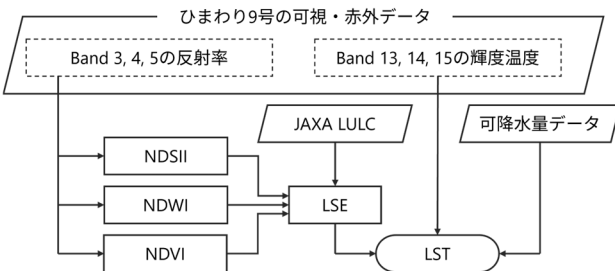 ひまわり9号の可視・赤外データ
Band 3, 4, 5の反射率
Band 13, 14, 15の輝度温度
JAXA LULC
可降水量データ
NDSII
NDWI
LSE
NDVI
LST